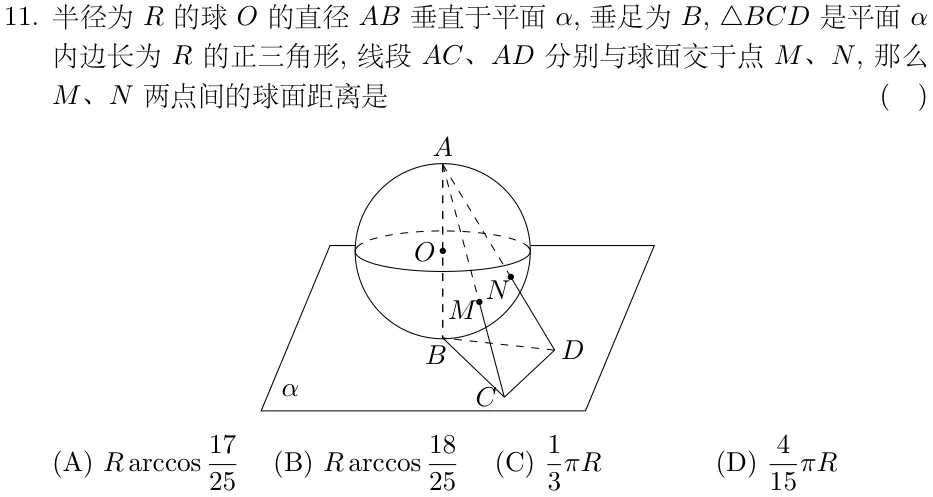 11. 半径为 R 的球 O 的直径 AB 垂直于平面 α, 垂足为 B, △BCD 是平面 α
内边长为 R 的正三角形, 线段 AC、AD 分别与球面交于点 M、N, 那么
M、N 两点间的球面距离是 ( )
A
O
N
M
B
D
C
α
(A) R arccos 17/25 (B) R arccos 18/25 (C) 1/3 πR (D) 4/15 πR